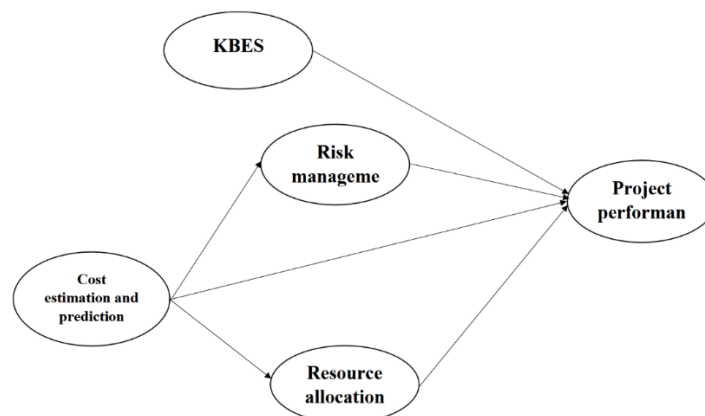 KBES
Risk
manageme
Project
performan
Cost
estimation and
prediction
Resource
allocation